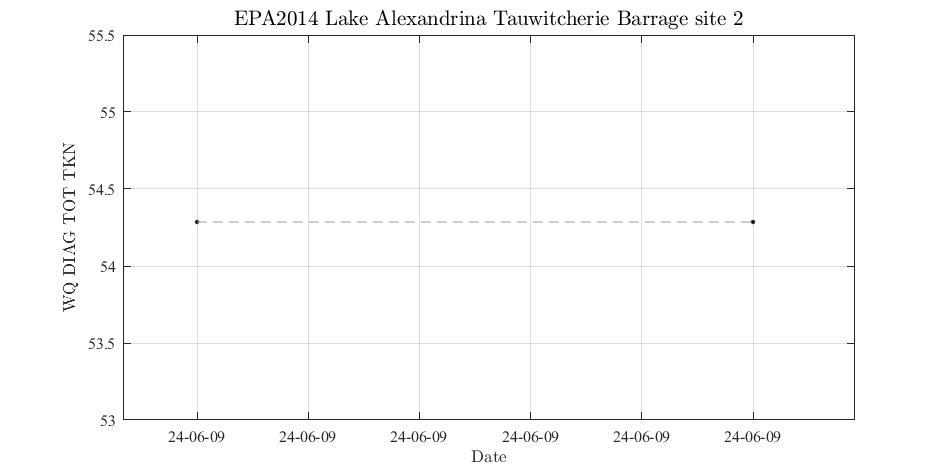 EPA2014 Lake Alexandrina Tauwitcherie Barrage site 2
55.5
55
54.5
54
53.5
53
WQ DIAG TOT TKN
24-06-09 24-06-09 24-06-09 24-06-09 24-06-09 24-06-09
Date